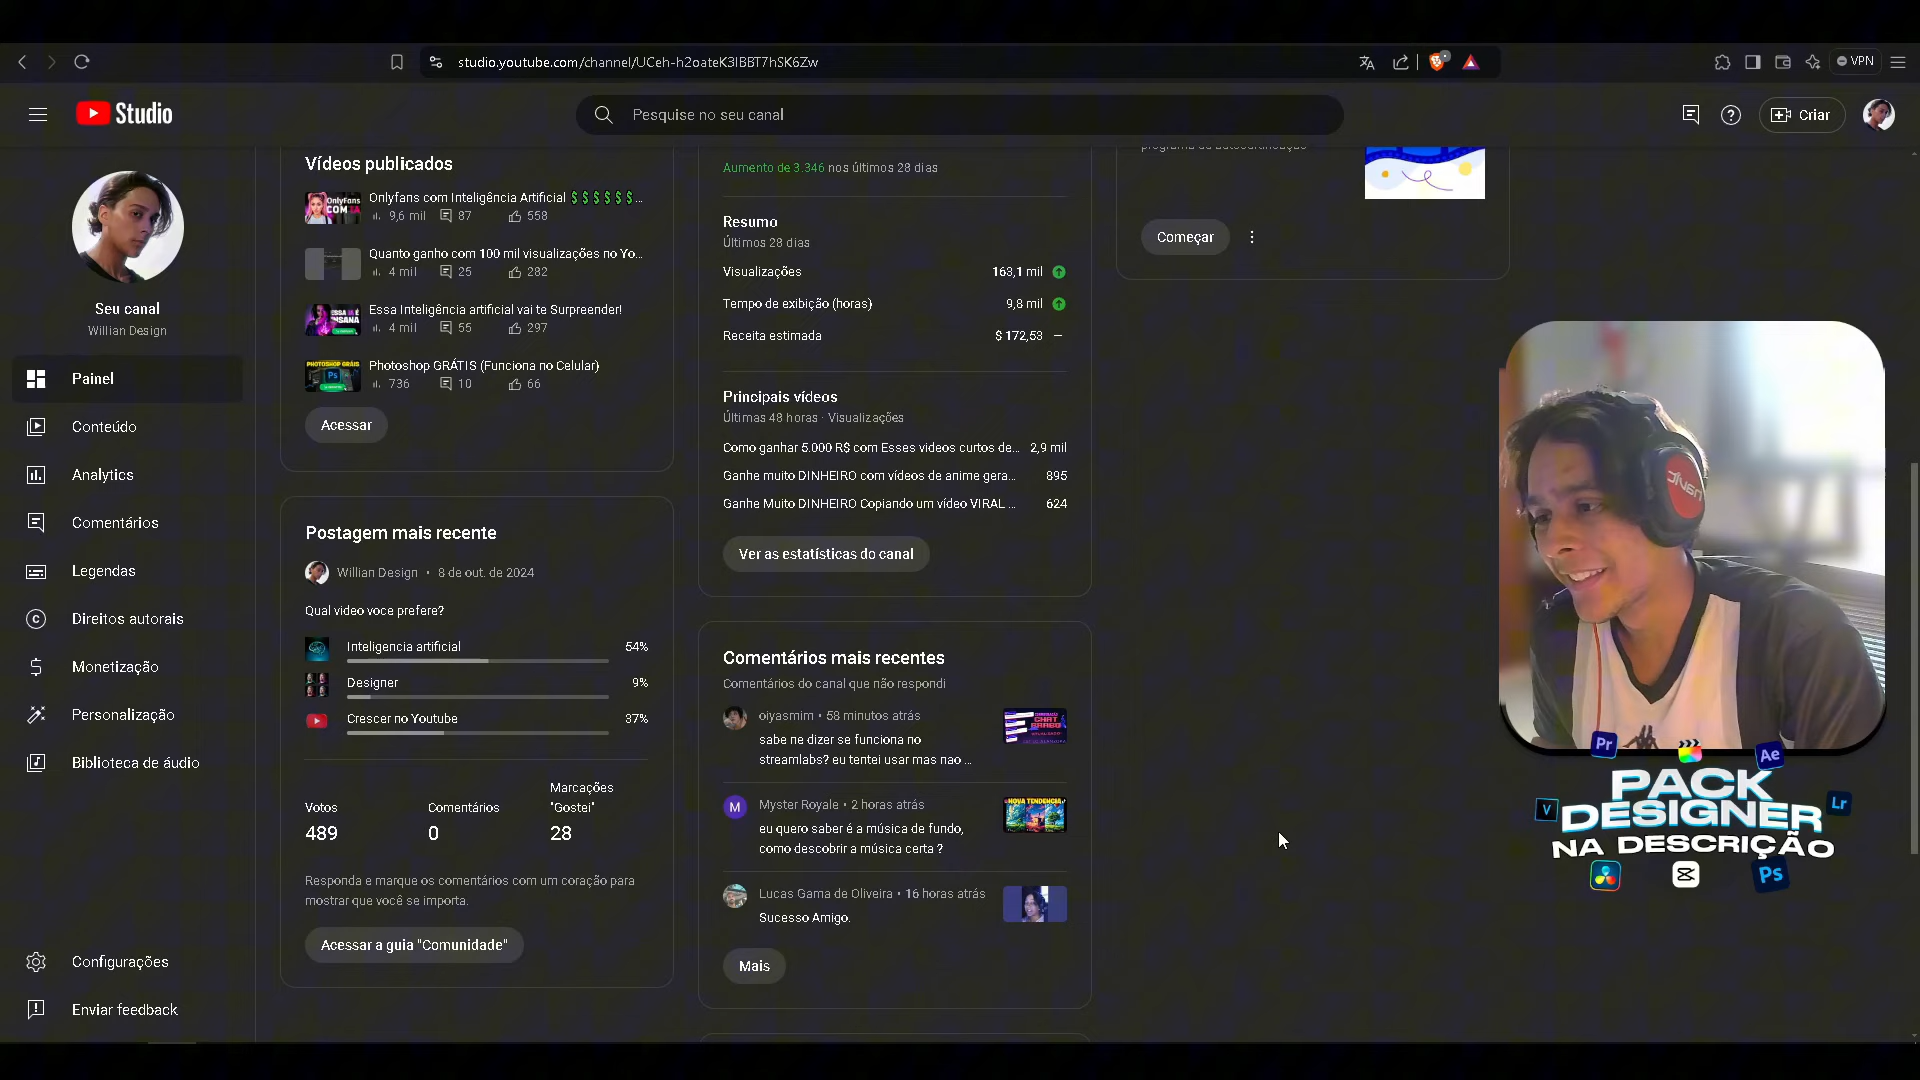 studio.youtube.com/channel/UCeh-h2oateK3IBBT7hSK6Zw
VPN
Studio
Pesquise no seu canal
Criar
Seu canal
Willian Design
Painel
Conteúdo
Analytics
Comentários
Legendas
Direitos autorais
Monetização
Personalização
Biblioteca de áudio
Configurações
Enviar feedback
Vídeos publicados
Onlyfans com Inteligência Artificial $$$$$$...
9,6 mil 87 558
Quanto ganho com 100 mil visualizações no Yo...
4 mil 25 282
Essa Inteligência artificial vai te Surpreender!
4 mil 55 297
Photoshop GRÁTIS (Funciona no Celular)
736 10 66
Acessar
Postagem mais recente
Willian Design • 8 de out. de 2024
Qual video voce prefere?
Inteligencia artificial 54%
Designer 9%
Crescer no Youtube 37%
Votos
489
Comentários
0
Marcações
"Gostei"
28
Responda e marque os comentários com um coração para
mostrar que você se importa.
Acessar a guia "Comunidade"
Aumento de 3.346 nos últimos 28 dias
Resumo
Últimos 28 dias
Visualizações 163,1 mil
Tempo de exibição (horas) 9,8 mil
Receita estimada $ 172,53 —
Principais vídeos
Últimas 48 horas · Visualizações
Como ganhar 5.000 R$ com Esses videos curtos de... 2,9 mil
Ganhe muito DINHEIRO com vídeos de anime gera... 895
Ganhe Muito DINHEIRO Copiando um vídeo VIRAL ... 624
Ver as estatísticas do canal
Comentários mais recentes
Comentários do canal que não respondi
oiyasmim • 58 minutos atrás
sabe ne dizer se funciona no
streamlabs? eu tentei usar mas nao ...
M
Myster Royale • 2 horas atrás
eu quero saber é a música de fundo,
como descobrir a música certa ?
NOVA TENDENCIA
Lucas Gama de Oliveira • 16 horas atrás
Sucesso Amigo.
Mais
Começar
Pr
Ae
PACK
DESIGNER
NA DESCRIÇÃO
V
Lr
Ps